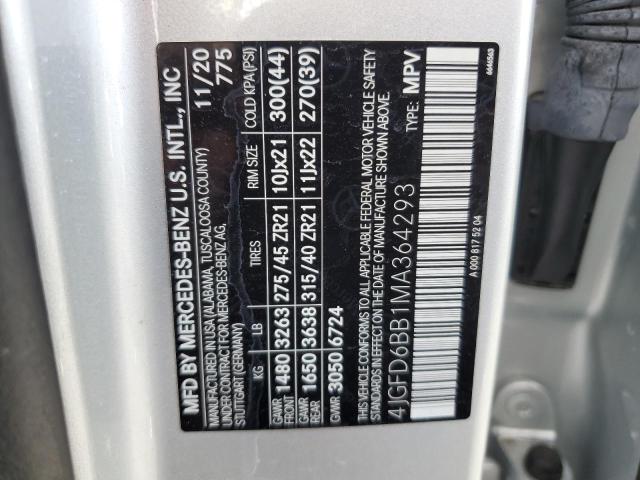 MFD BY MERCEDES-BENZ U.S. INTL., INC
MANUFACTURED IN USA (ALABAMA, TUSCALOOSA COUNTY) 11/20
UNDER CONTRACT FOR MERCEDES-BENZ AG, 775
STUTTGART (GERMANY)
KG LB TIRES RIM SIZE COLD KPA(PSI)
GAWR FRONT 1480 3263 275/45 ZR21 10Jx21 300(44)
GAWR REAR 1650 3638 315/40 ZR21 11Jx22 270(39)
GVWR 3050 6724
THIS VEHICLE CONFORMS TO ALL APPLICABLE FEDERAL MOTOR VEHICLE SAFETY
STANDARDS IN EFFECT ON THE DATE OF MANUFACTURE SHOWN ABOVE.
4JGFD6BB1MA364293 TYPE: MPV
A 000 817 52 04